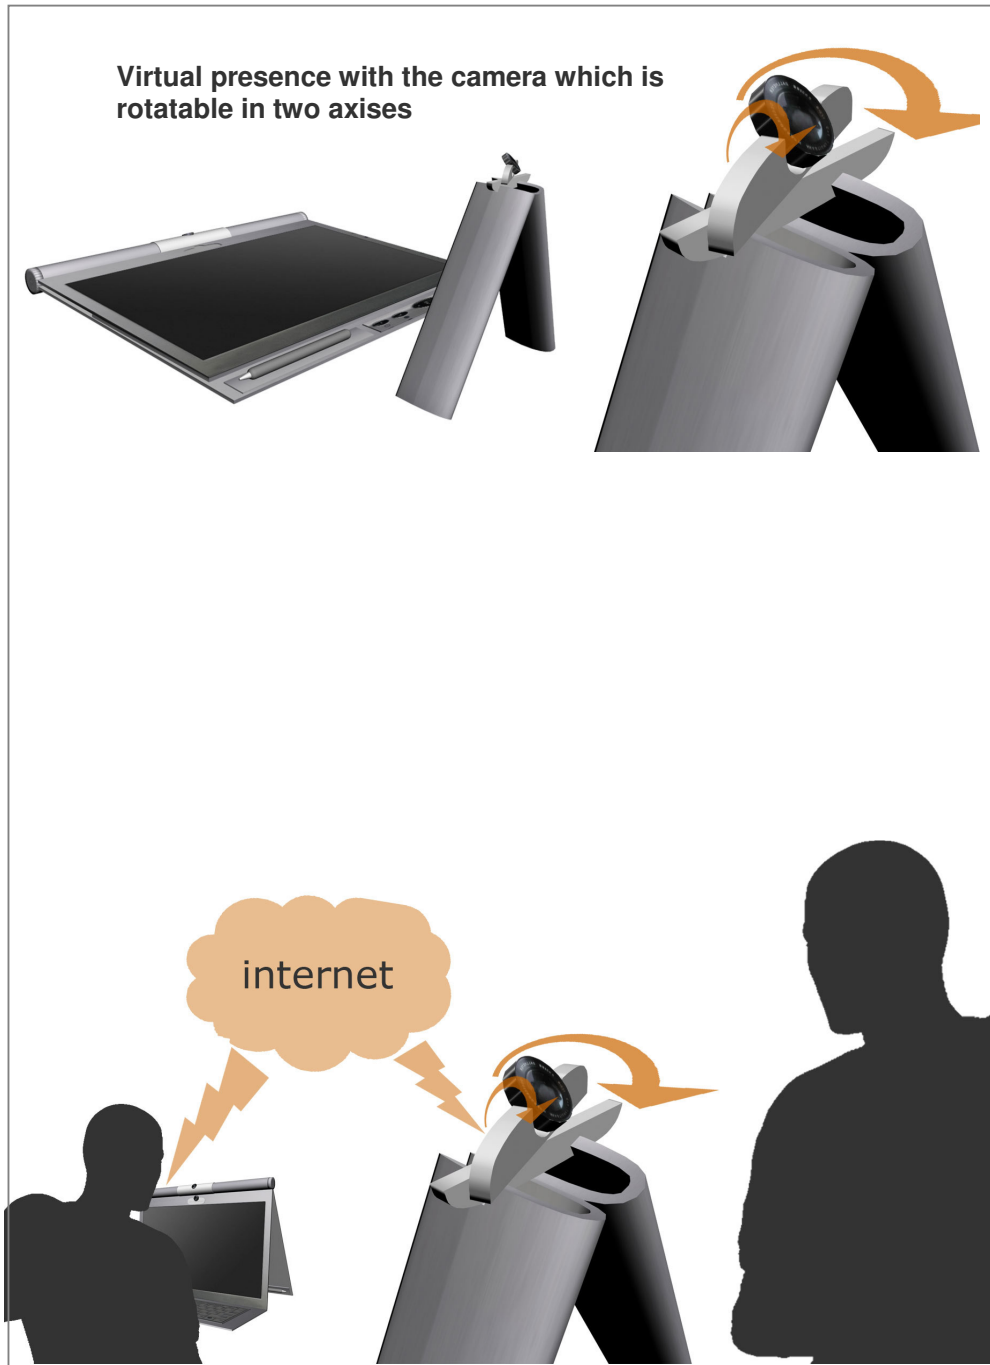 Virtual presence with the camera which is
rotatable in two axises
internet